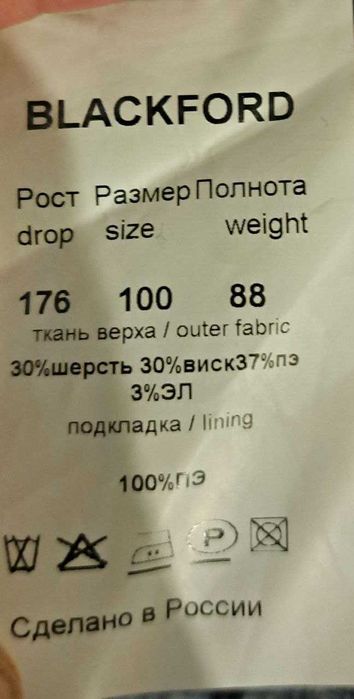 BLACKFORD
Рост Размер Полнота
drop size weight
176 100 88
ткань верха / outer fabric
30%шерсть 30%виск37%пэ
3%ЭЛ
подкладка / lining
100%ПЭ
P
Сделано в России